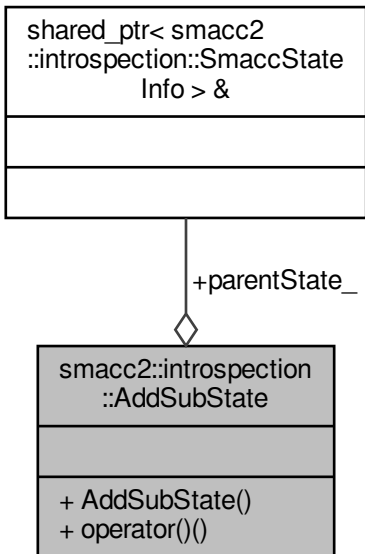 shared_ptr< smacc2
::introspection::SmaccState
Info > &
+parentState_
smacc2::introspection
::AddSubState
+ AddSubState()
+ operator()()